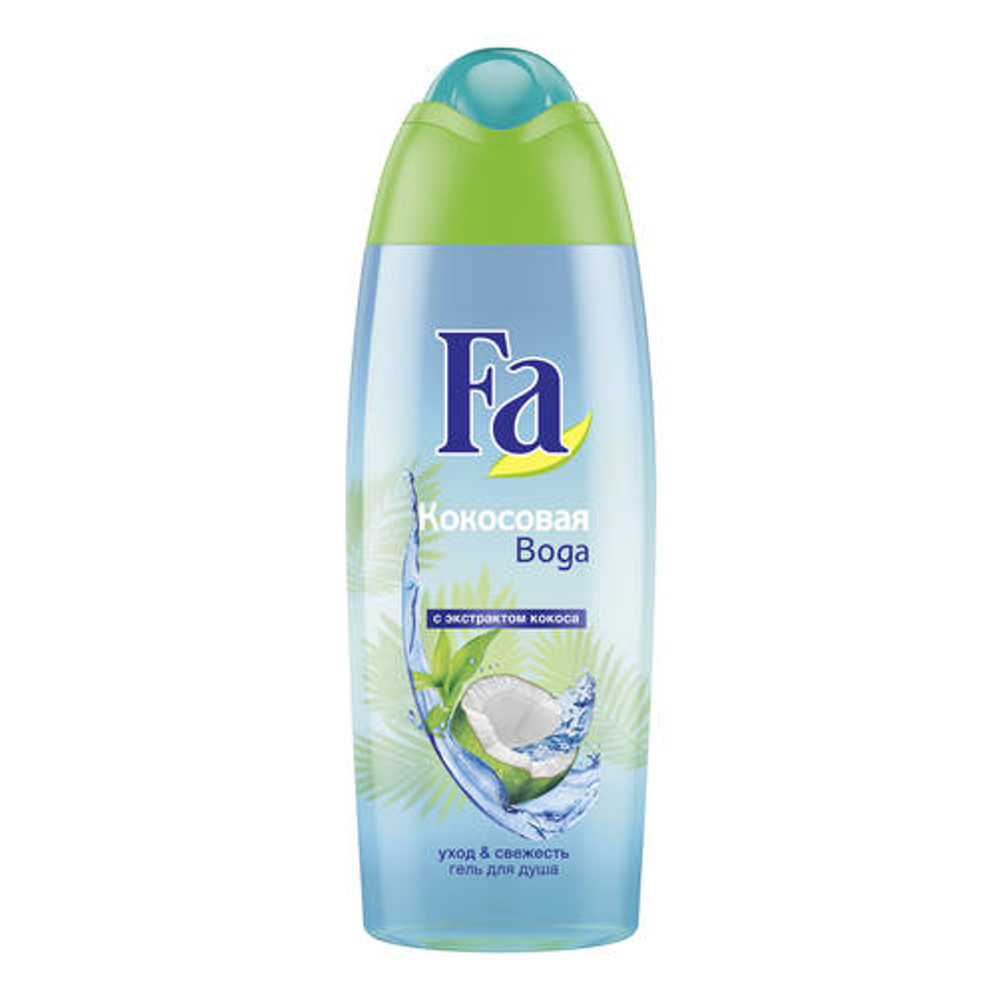 Fa
Кокосовая
Вода
с экстрактом кокоса
уход & свежесть
гель для душа